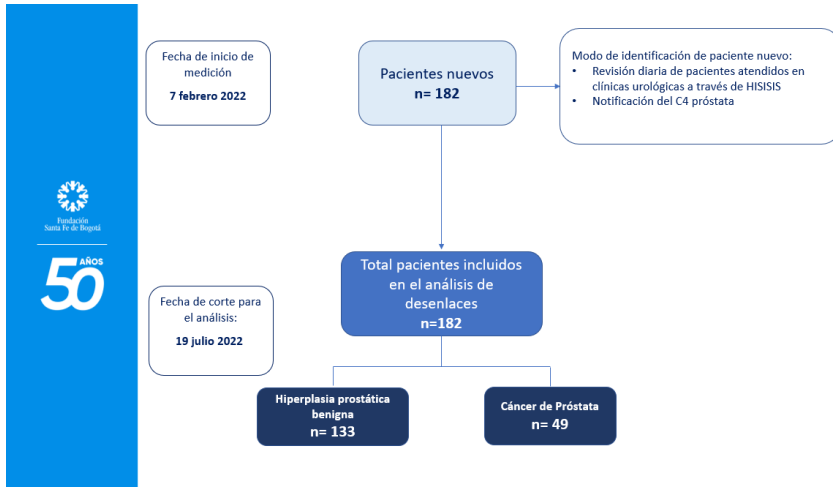 Fecha de inicio de
medición
7 febrero 2022
Pacientes nuevos
n= 182
Modo de identificación de paciente nuevo:
• Revisión diaria de pacientes atendidos en
clínicas urológicas a través de HISISIS
• Notificación del C4 próstata
Fundación
Santa Fe de Bogotá
50 AÑOS
Total pacientes incluidos
en el análisis de
desenlaces
n=182
Fecha de corte para
el análisis:
19 julio 2022
Hiperplasia prostática
benigna
n= 133
Cáncer de Próstata
n= 49